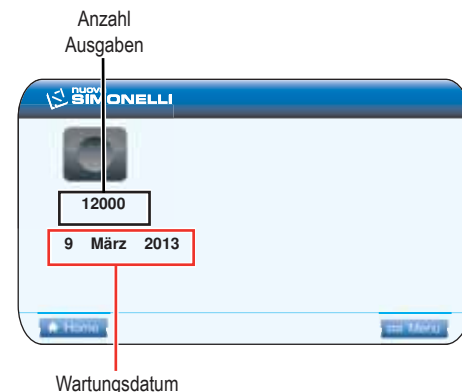 Anzahl
Ausgaben
nuova
SIMONELLI
12000
9 März 2013
Home
Menu
Wartungsdatum